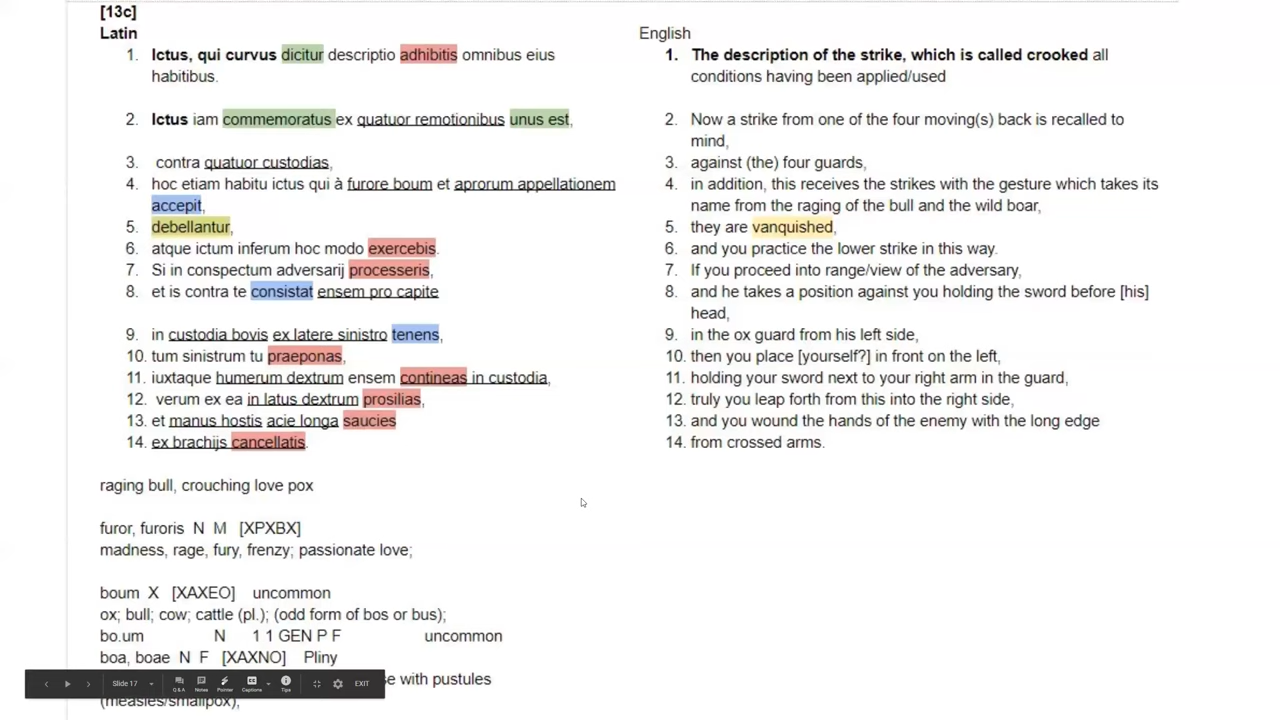 [13c]
Latin
1. Ictus, qui curvus dicitur descriptio adhibitis omnibus eius
habitibus.
2. Ictus iam commemoratus ex quatuor remotionibus unus est,
3. contra quatuor custodias,
4. hoc etiam habitu ictus qui à furore boum et aprorum appellationem
accepit,
5. debellantur,
6. atque ictum inferum hoc modo exercebis.
7. Si in conspectum adversarij processeris,
8. et is contra te consistat ensem pro capite
9. in custodia bovis ex latere sinistro tenens,
10. tum sinistrum tu praeponas,
11. iuxtaque humerum dextrum ensem contineas in custodia,
12. verum ex ea in latus dextrum prosilias,
13. et manus hostis acie longa saucies
14. ex brachijs cancellatis.
raging bull, crouching love pox
furor, furoris N M [XPXBX]
madness, rage, fury, frenzy; passionate love;
boum X [XAXEO] uncommon
ox; bull; cow; cattle (pl.); (odd form of bos or bus);
bo.um N 1 1 GEN P F uncommon
boa, boae N F [XAXNO] Pliny
se with pustules
(measles/smallpox);
English
1. The description of the strike, which is called crooked all
conditions having been applied/used
2. Now a strike from one of the four moving(s) back is recalled to
mind,
3. against (the) four guards,
4. in addition, this receives the strikes with the gesture which takes its
name from the raging of the bull and the wild boar,
5. they are vanquished,
6. and you practice the lower strike in this way.
7. If you proceed into range/view of the adversary,
8. and he takes a position against you holding the sword before [his]
head,
9. in the ox guard from his left side,
10. then you place [yourself?] in front on the left,
11. holding your sword next to your right arm in the guard,
12. truly you leap forth from this into the right side,
13. and you wound the hands of the enemy with the long edge
14. from crossed arms.
Slide 17
Q & A
Notes
Pointer
Captions
Tips
EXIT